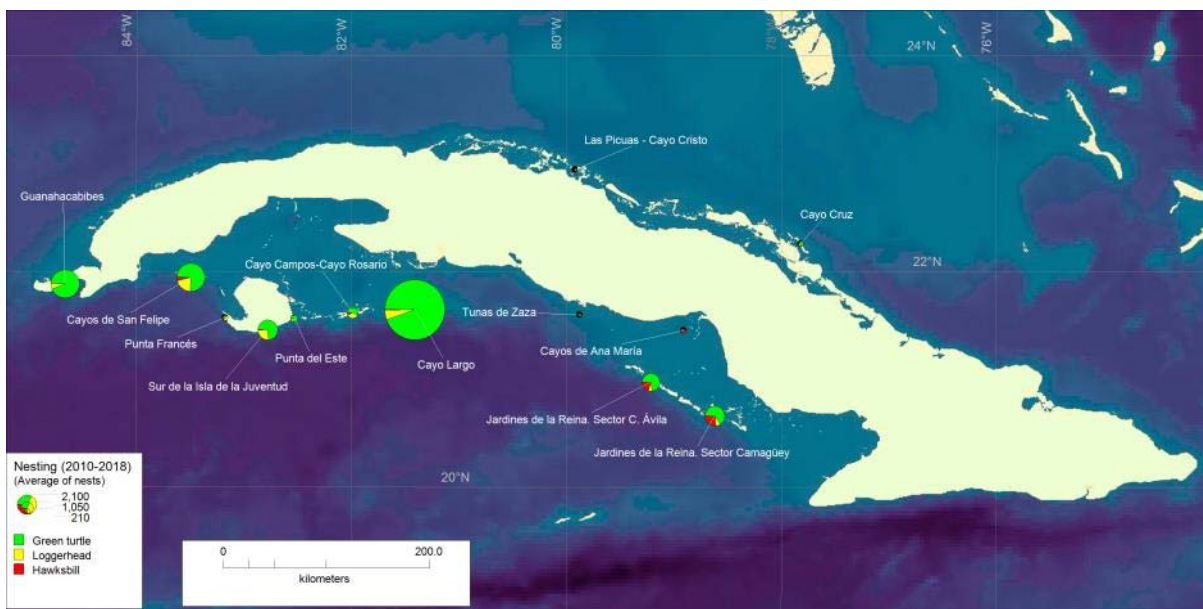 84°W
82°W
80°W
78°W
76°W
24°N
Las Picuas - Cayo Cristo
Guanahacabibes
Cayo Cruz
22°N
Cayo Campos-Cayo Rosario
Cayos de San Felipe
Tunas de Zaza
Punta Francés
Punta del Este
Cayos de Ana María
Cayo Largo
Sur de la Isla de la Juventud
Jardines de la Reina. Sector C. Ávila
Jardines de la Reina. Sector Camagüey
20°N
Nesting (2010-2018)
(Average of nests)
2,100
1,050
210
Green turtle
Loggerhead
Hawksbill
0 200.0
kilometers